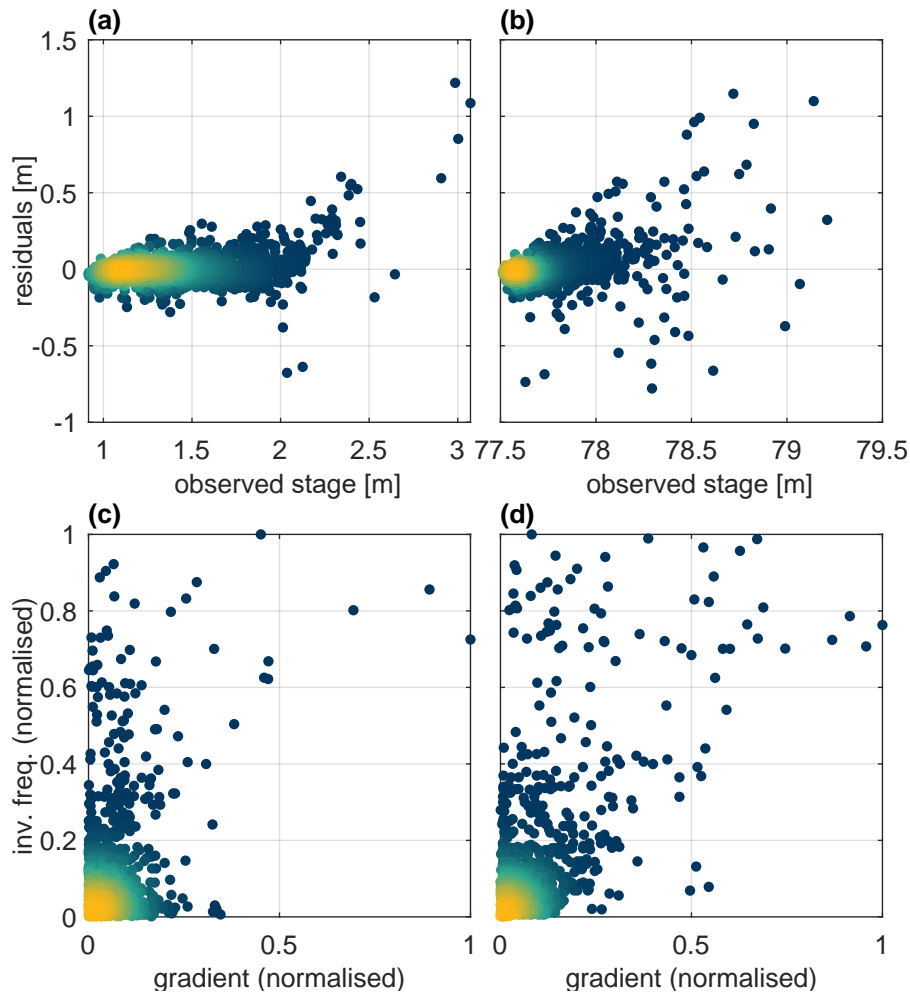 (a)
(b)
1.5
1
0.5
0
-0.5
-1
residuals [m]
1
1.5
2
2.5
3
77.5
78
78.5
79
79.5
observed stage [m]
observed stage [m]
(c)
(d)
1
0.8
0.6
0.4
0.2
0
inv. freq. (normalised)
0
0.5
1
0
0.5
1
gradient (normalised)
gradient (normalised)